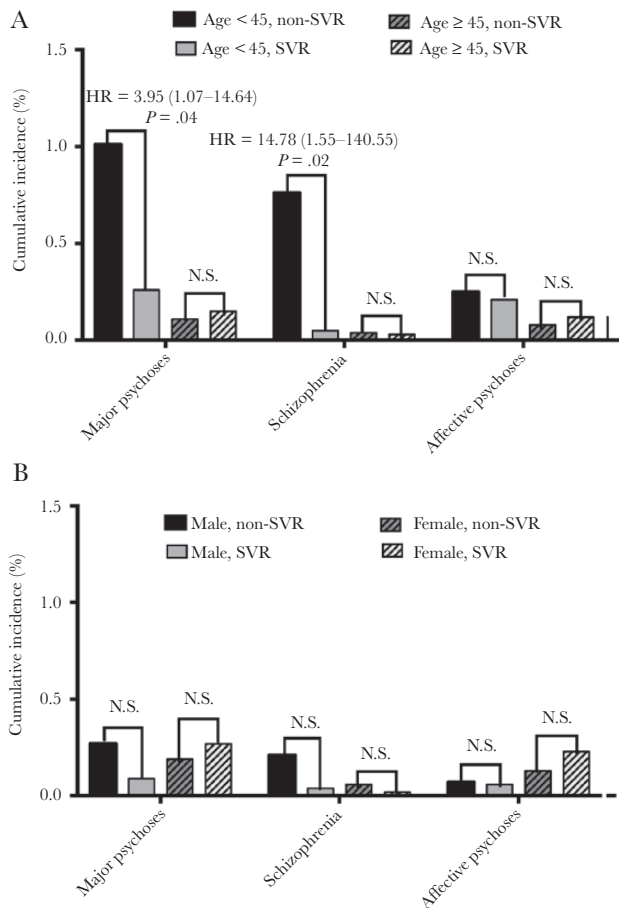 A
Age < 45, non-SVR
Age ≥ 45, non-SVR
Age < 45, SVR
Age ≥ 45, SVR
Cumulative incidence (%)
1.5
1.0
0.5
0.0
HR = 3.95 (1.07–14.64)
P = .04
HR = 14.78 (1.55–140.55)
P = .02
N.S.
N.S.
N.S.
N.S.
Major psychoses
Schizophrenia
Affective psychoses
B
Male, non-SVR
Female, non-SVR
Male, SVR
Female, SVR
Cumulative incidence (%)
1.5
1.0
0.5
0.0
N.S.
N.S.
N.S.
N.S.
N.S.
N.S.
Major psychoses
Schizophrenia
Affective psychoses